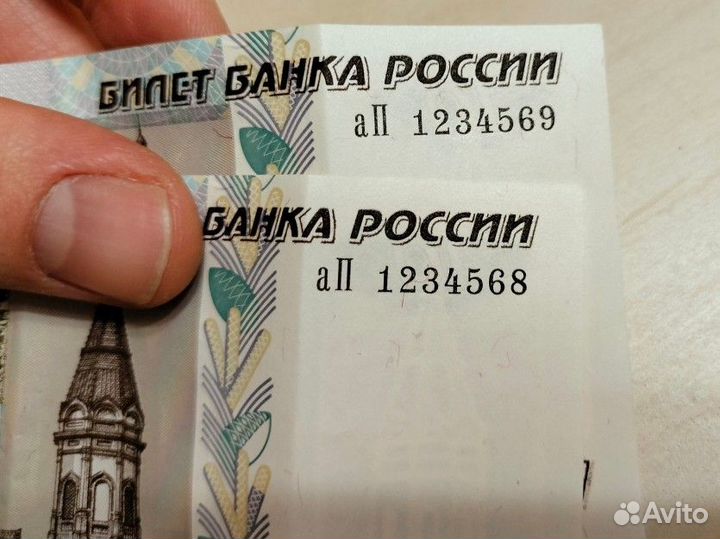 БИЛЕТ БАНКА РОССИИ
аП 1234569
БАНКА РОССИИ
аП 1234568
Avito